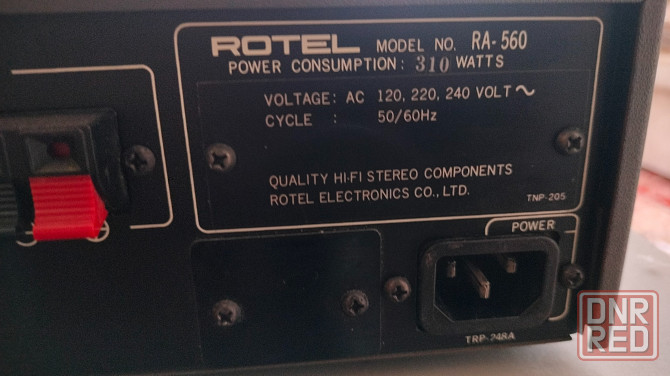 ROTEL MODEL NO. RA-560
POWER CONSUMPTION: 310 WATTS
VOLTAGE: AC 120, 220, 240 VOLT ~
CYCLE : 50/60Hz
QUALITY HI-FI STEREO COMPONENTS
ROTEL ELECTRONICS CO., LTD.
TNP-205
POWER
TRP-248A
DNR
RED